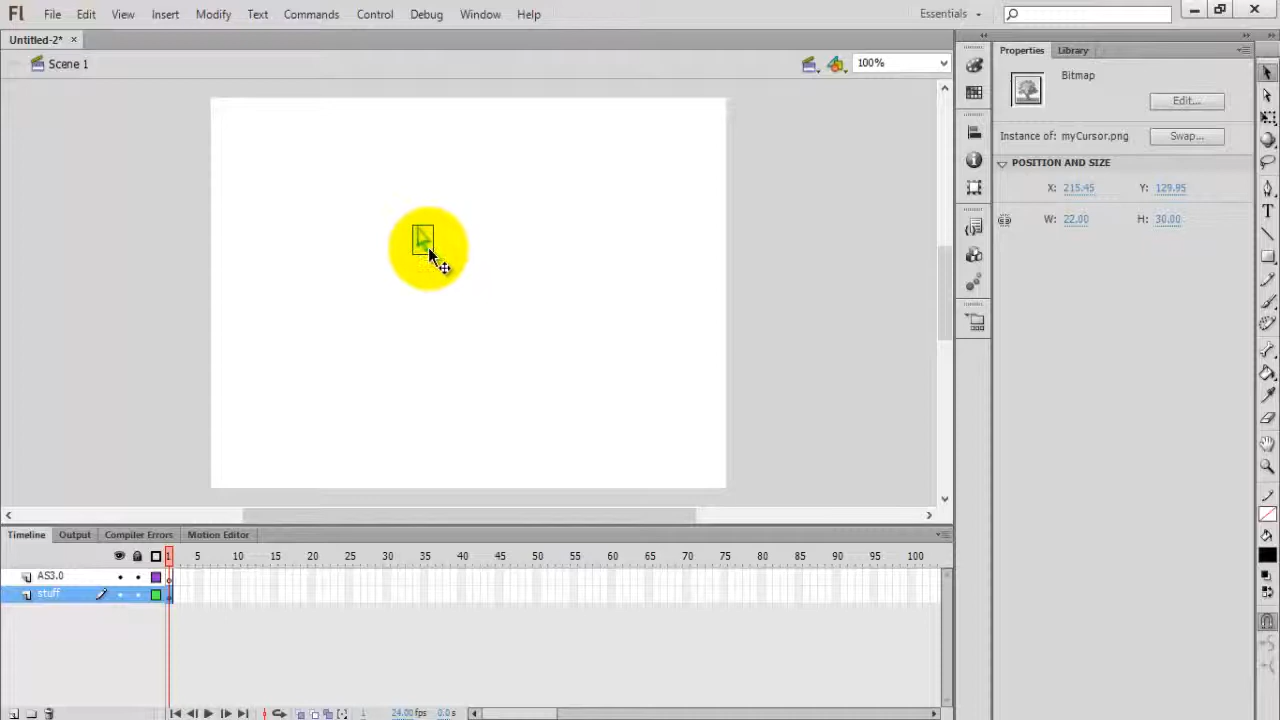 Fl File Edit View Insert Modify Text Commands Control Debug Window Help Essentials
Untitled-2* ×
Scene 1 100%
Properties Library
Bitmap
Edit...
Instance of: myCursor.png Swap...
POSITION AND SIZE
X: 215.45 Y: 129.95
W: 22.00 H: 30.00
Timeline Output Compiler Errors Motion Editor
1 5 10 15 20 25 30 35 40 45 50 55 60 65 70 75 80 85 90 95 100
AS3.0
stuff
1 24.00 fps 0.0 s